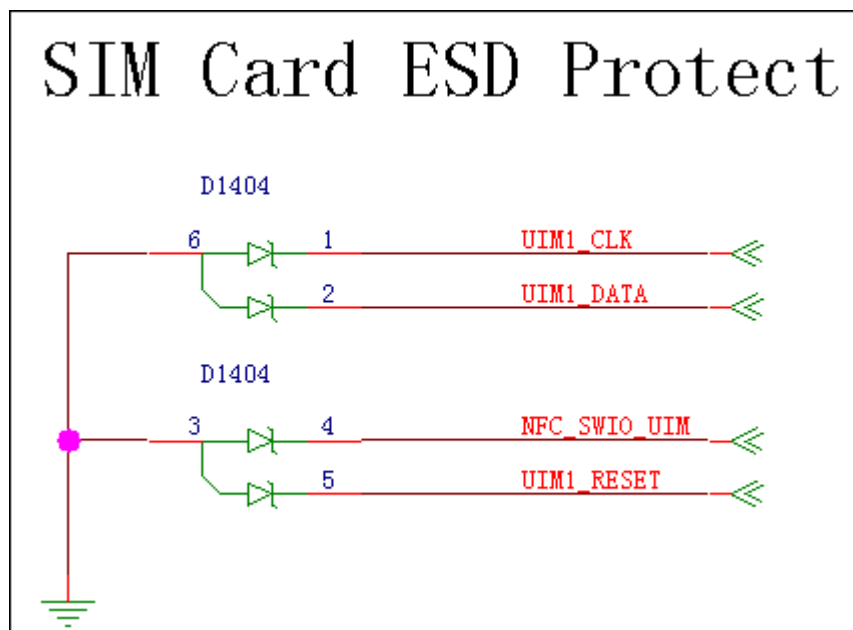 SIM Card ESD Protect
D1404
6 1 UIM1_CLK
2 UIM1_DATA
D1404
3 4 NFC_SWIO_UIM
5 UIM1_RESET